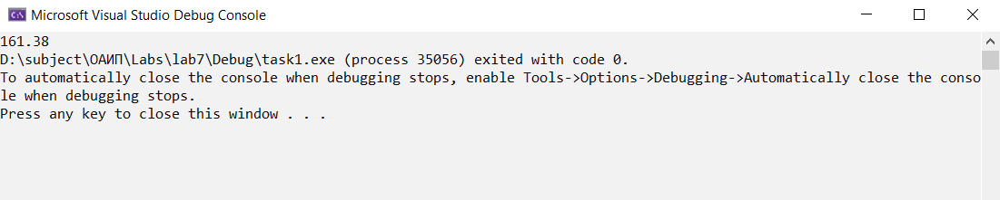 Microsoft Visual Studio Debug Console
161.38
D:\subject\ОАИП\Labs\lab7\Debug\task1.exe (process 35056) exited with code 0.
To automatically close the console when debugging stops, enable Tools->Options->Debugging->Automatically close the conso
le when debugging stops.
Press any key to close this window . . .